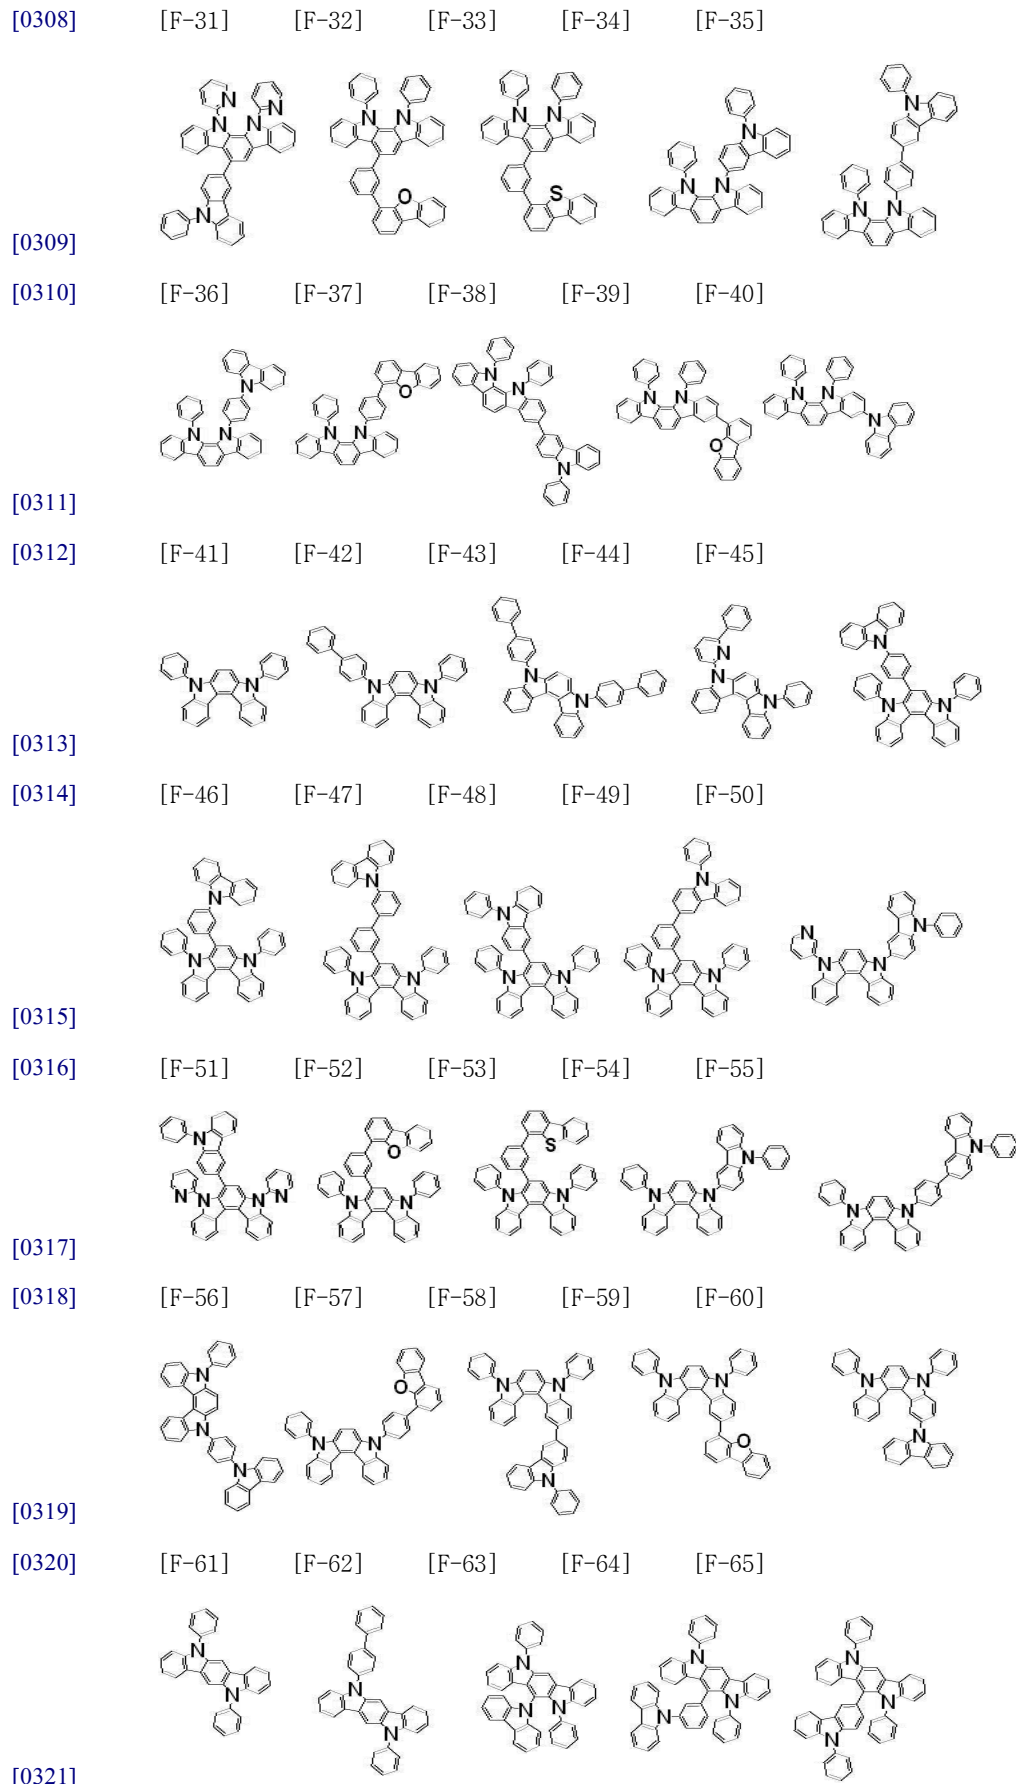 [0308] [F-31] [F-32] [F-33] [F-34] [F-35]
[0309]
[0310] [F-36] [F-37] [F-38] [F-39] [F-40]
[0311]
[0312] [F-41] [F-42] [F-43] [F-44] [F-45]
[0313]
[0314] [F-46] [F-47] [F-48] [F-49] [F-50]
[0315]
[0316] [F-51] [F-52] [F-53] [F-54] [F-55]
[0317]
[0318] [F-56] [F-57] [F-58] [F-59] [F-60]
[0319]
[0320] [F-61] [F-62] [F-63] [F-64] [F-65]
[0321]